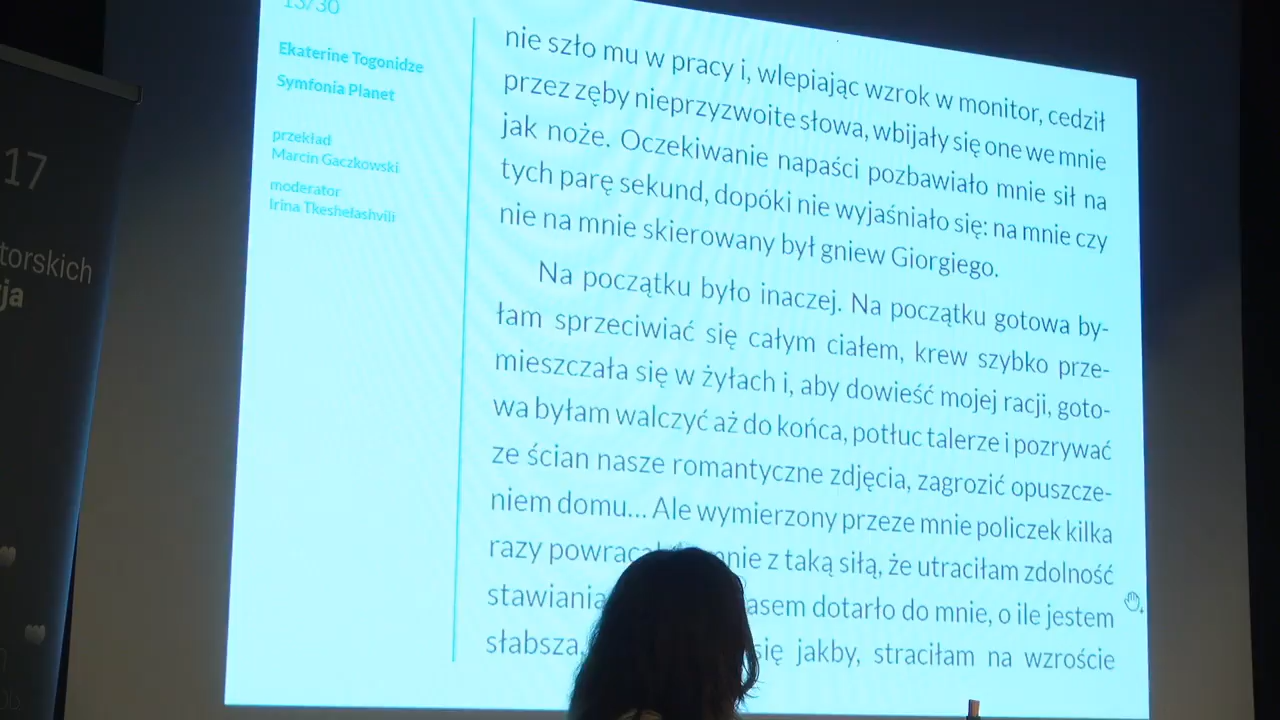 13/30
Ekaterine Togonidze
Symfonia Planet
przekład
Marcin Gaczkowski
moderator
Irina Tkeshelashvili
nie szło mu w pracy i, wlepiając wzrok w monitor, cedził
przez zęby nieprzyzwoite słowa, wbijały się one we mnie
jak noże. Oczekiwanie napaści pozbawiało mnie sił na
tych parę sekund, dopóki nie wyjaśniało się: na mnie czy
nie na mnie skierowany był gniew Giorgiego.
Na początku było inaczej. Na początku gotowa by-
łam sprzeciwiać się całym ciałem, krew szybko prze-
mieszczała się w żyłach i, aby dowieść mojej racji, goto-
wa byłam walczyć aż do końca, potłuc talerze i pozrywać
ze ścian nasze romantyczne zdjęcia, zagrozić opuszcze-
niem domu... Ale wymierzony przeze mnie policzek kilka
razy mnie z taką siłą, że utraciłam zdolność
stawiania dotarło do mnie, o ile jestem
słabsza, się jakby, straciłam na wzroście
17
torskich
ja